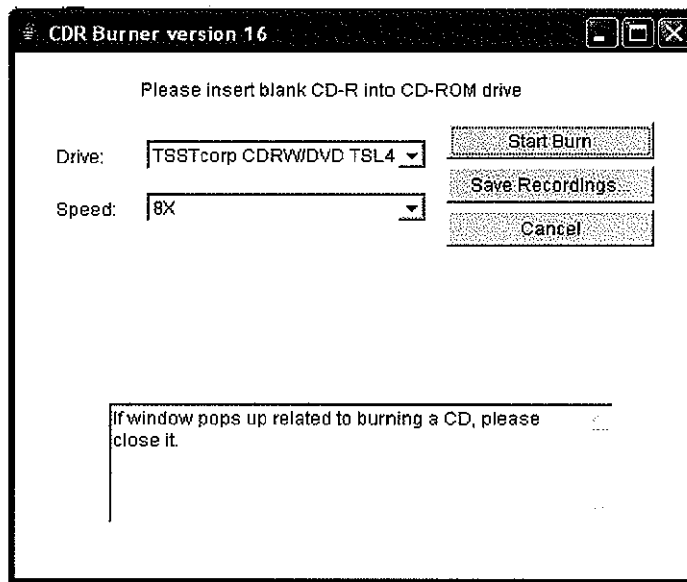 CDR Burner version 16
Please insert blank CD-R into CD-ROM drive
Drive:
TSSTcorp CDRW/DVD TSL4
Start Burn
Save Recordings...
Speed:
8X
Cancel
If window pops up related to burning a CD, please
close it.